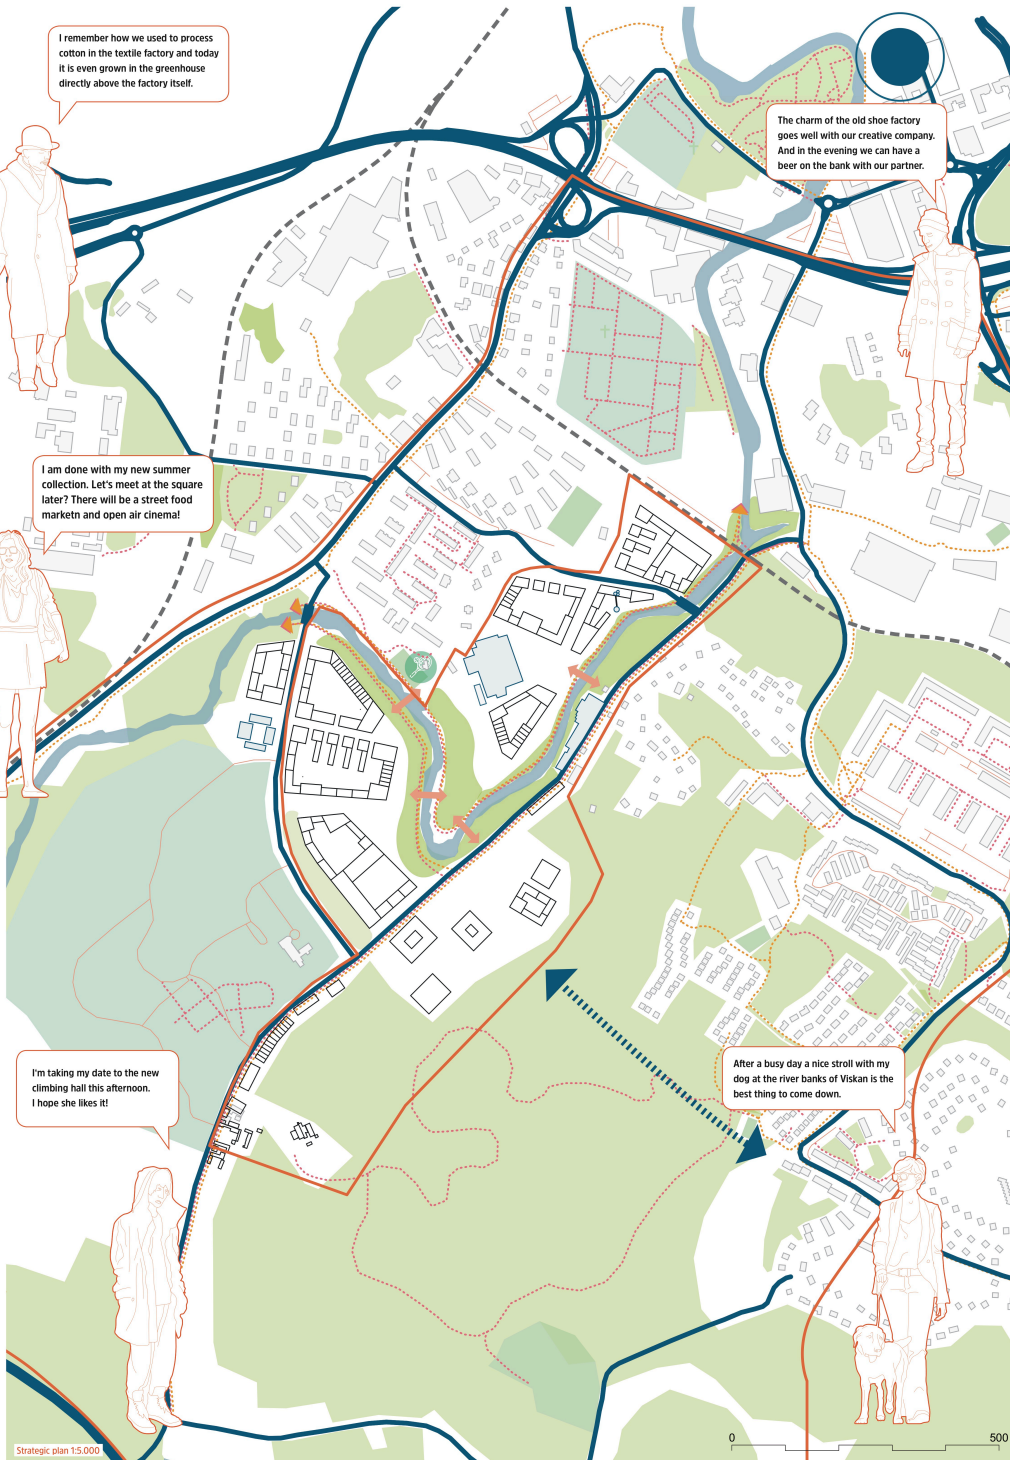 I remember how we used to process
cotton in the textile factory and today
it is even grown in the greenhouse
directly above the factory itself.
The charm of the old shoe factory
goes well with our creative company.
And in the evening we can have a
beer on the bank with our partner.
I am done with my new summer
collection. Let's meet at the square
later? There will be a street food
marketn and open air cinema!
I'm taking my date to the new
climbing hall this afternoon.
I hope she likes it!
After a busy day a nice stroll with my
dog at the river banks of Viskan is the
best thing to come down.
Strategic plan 1:5.000
0 500